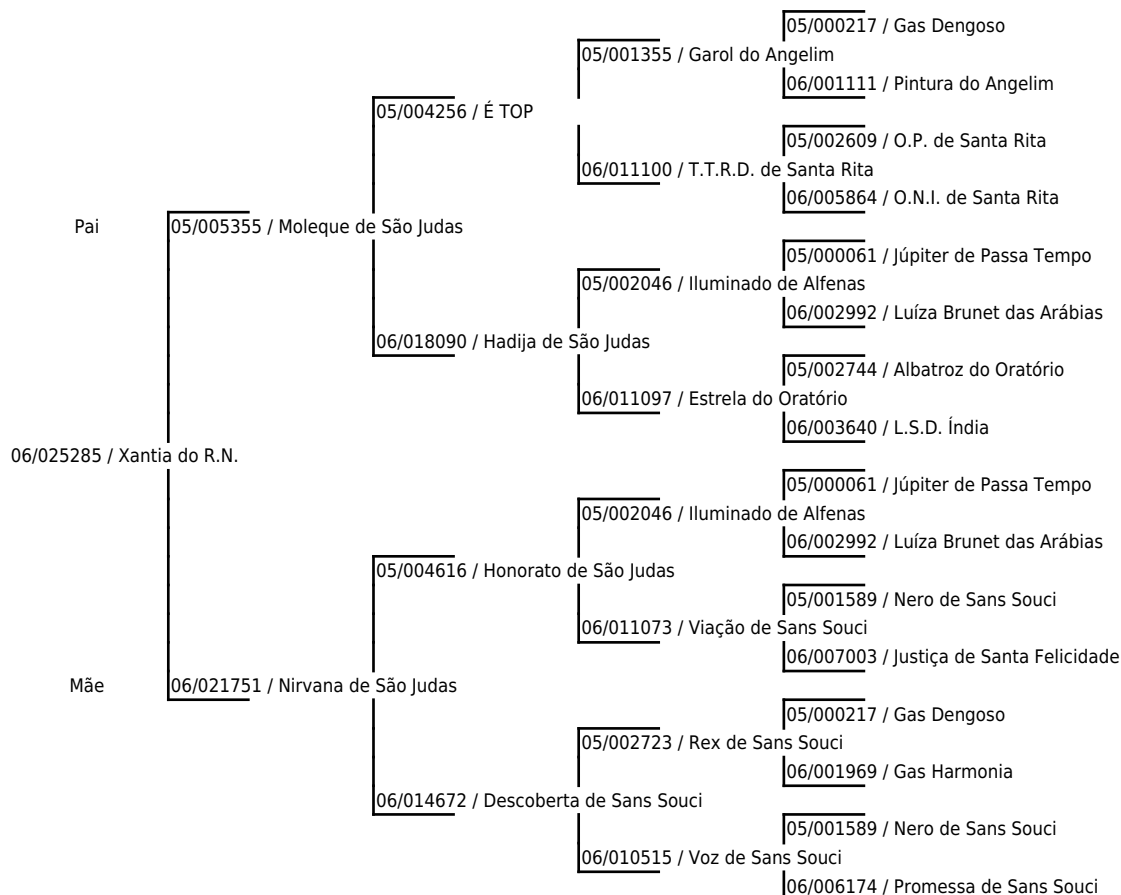 05/000217 / Gas Dengoso
05/001355 / Garol do Angelim
06/001111 / Pintura do Angelim
05/004256 / É TOP
05/002609 / O.P. de Santa Rita
06/011100 / T.T.R.D. de Santa Rita
06/005864 / O.N.I. de Santa Rita
Pai
05/005355 / Moleque de São Judas
05/000061 / Júpiter de Passa Tempo
05/002046 / Iluminado de Alfenas
06/002992 / Luíza Brunet das Arábias
06/018090 / Hadija de São Judas
05/002744 / Albatroz do Oratório
06/011097 / Estrela do Oratório
06/003640 / L.S.D. Índia
06/025285 / Xantia do R.N.
05/000061 / Júpiter de Passa Tempo
05/002046 / Iluminado de Alfenas
06/002992 / Luíza Brunet das Arábias
05/004616 / Honorato de São Judas
05/001589 / Nero de Sans Souci
06/011073 / Viação de Sans Souci
06/007003 / Justiça de Santa Felicidade
Mãe
06/021751 / Nirvana de São Judas
05/000217 / Gas Dengoso
05/002723 / Rex de Sans Souci
06/001969 / Gas Harmonia
06/014672 / Descoberta de Sans Souci
05/001589 / Nero de Sans Souci
06/010515 / Voz de Sans Souci
06/006174 / Promessa de Sans Souci